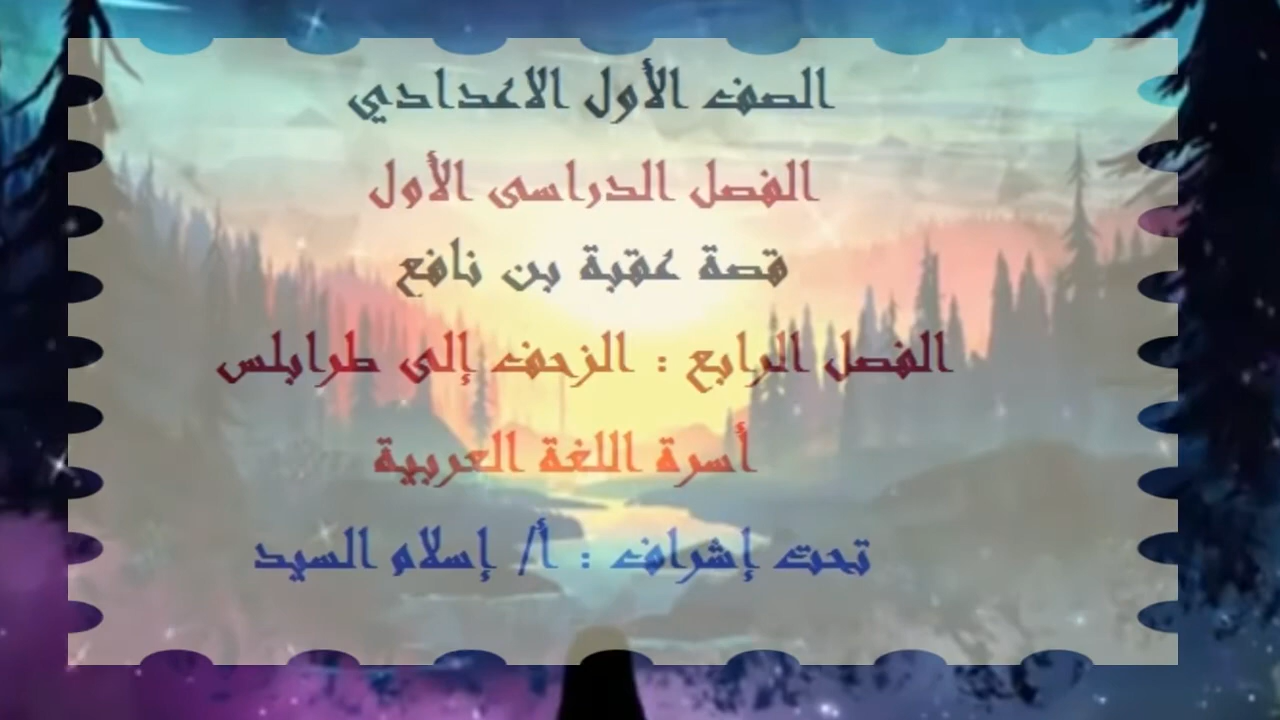 الصف الأول الاعدادي
الفصل الدراسى الأول
قصة عقبة بن نافع
الفصل الرابع : الزحف إلى طرابلس
أسرة اللغة العربية
تحت إشراف : أ/ إسلام السيد